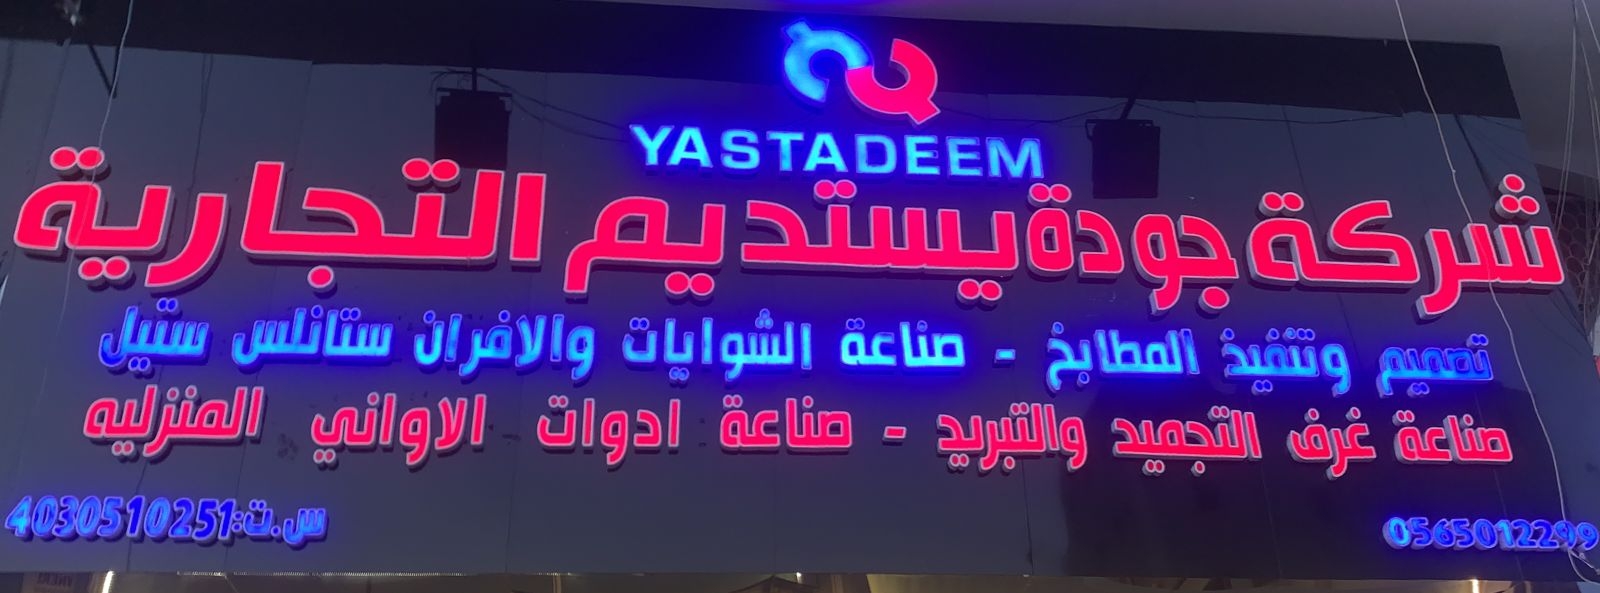 YASTADEEM
شركة جودة يستديم التجارية
تصميم وتنفيذ المطابخ - صناعة الشوايات والافران ستانلس ستيل
صناعة غرف التجميد والتبريد - صناعة ادوات الاواني المنزليه
0565012299
س.ت:4030510251